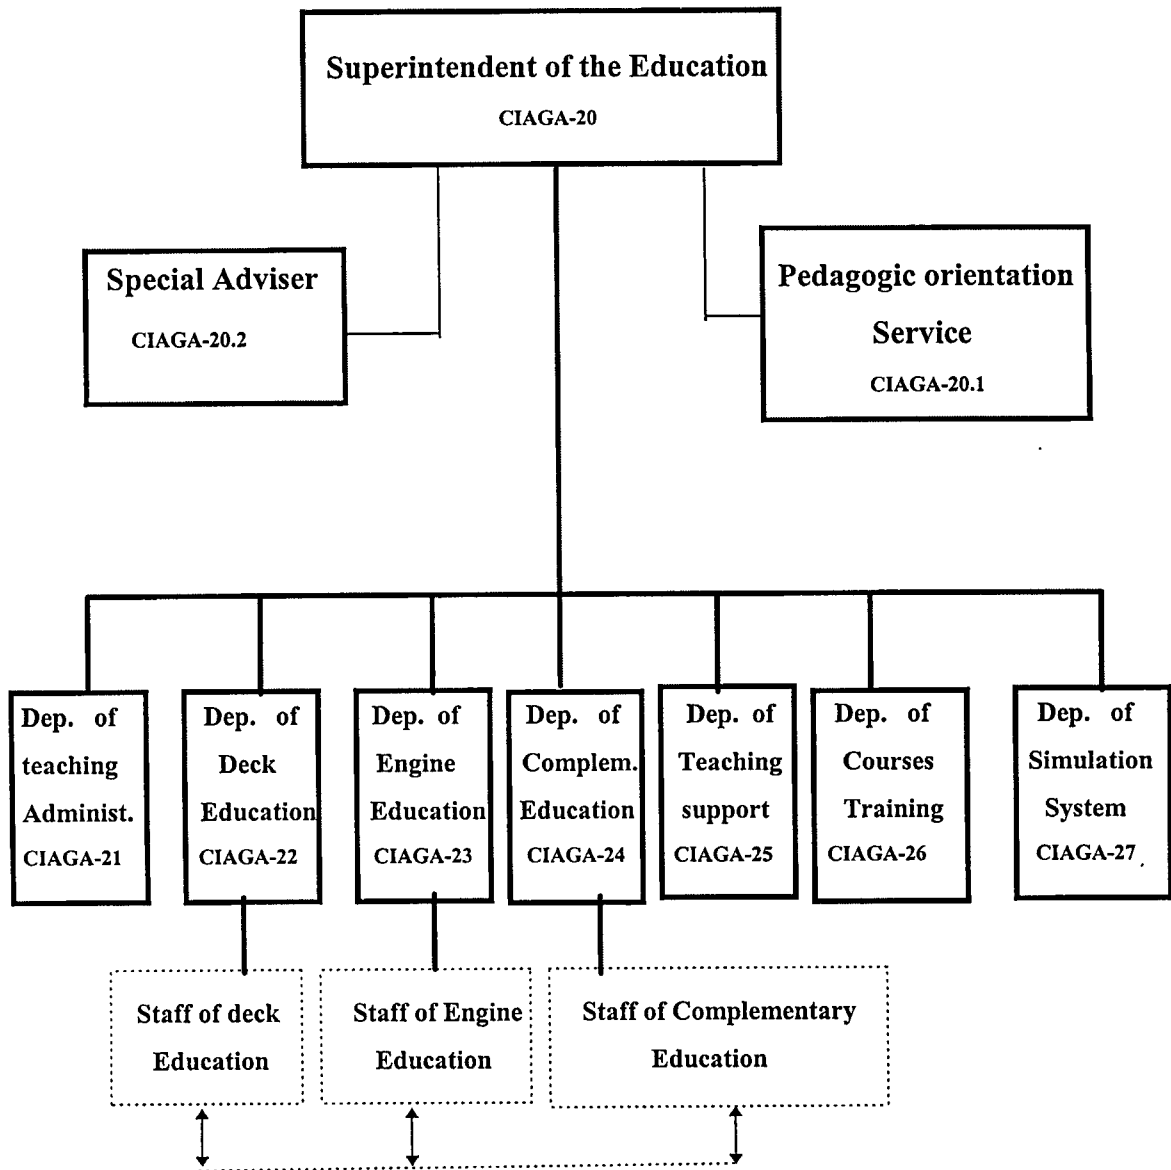 Superintendent of the Education
CIAGA-20
Special Adviser
CIAGA-20.2
Pedagogic orientation
Service
CIAGA-20.1
Dep. of
teaching
Administ.
CIAGA-21
Dep. of
Deck
Education
CIAGA-22
Dep. of
Engine
Education
CIAGA-23
Dep. of
Complem.
Education
CIAGA-24
Dep. of
Teaching
support
CIAGA-25
Dep. of
Courses
Training
CIAGA-26
Dep. of
Simulation
System
CIAGA-27
Staff of deck
Education
Staff of Engine
Education
Staff of Complementary
Education